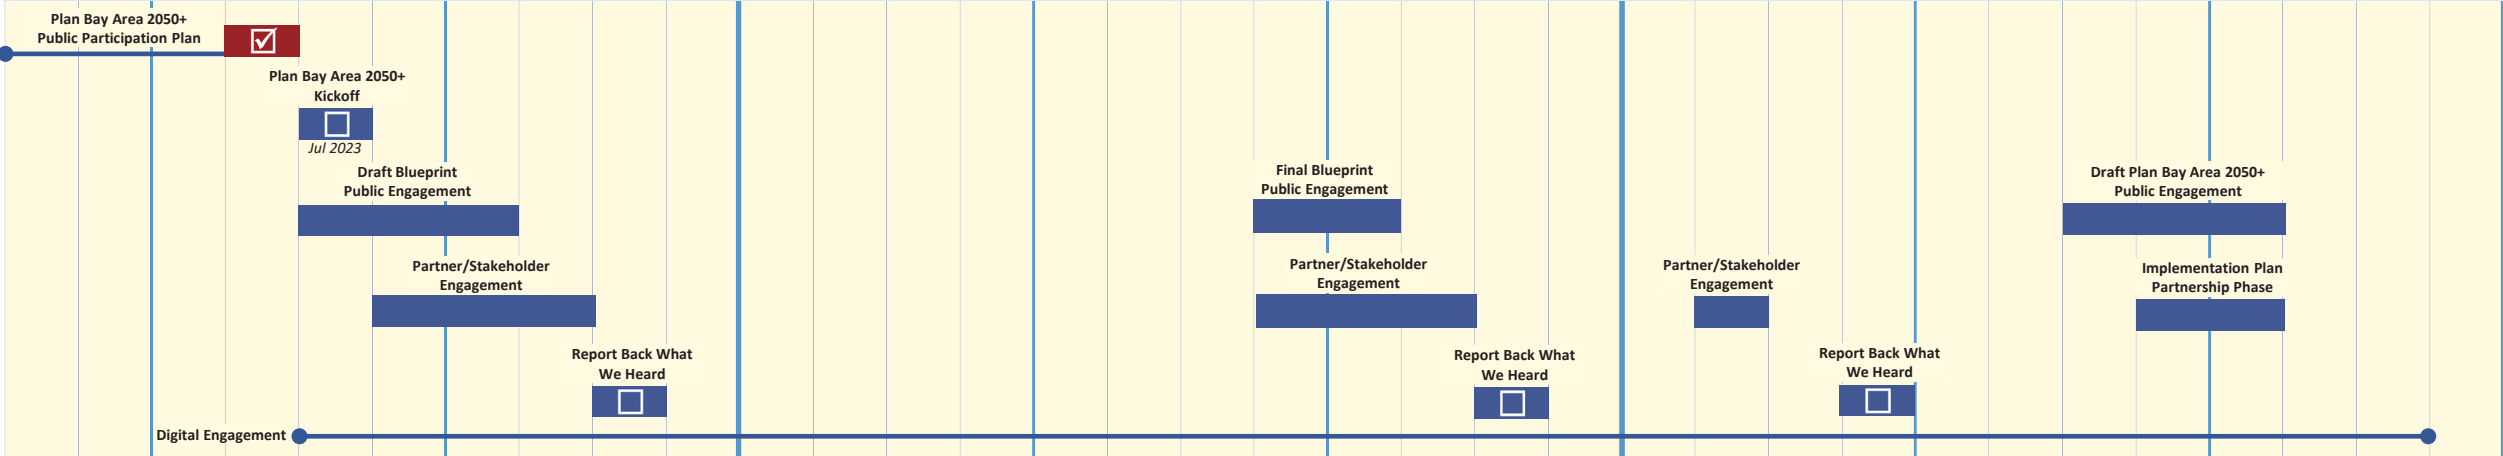 Plan Bay Area 2050+
Public Participation Plan
Plan Bay Area 2050+
Kickoff
Jul 2023
Draft Blueprint
Public Engagement
Final Blueprint
Public Engagement
Draft Plan Bay Area 2050+
Public Engagement
Partner/Stakeholder
Engagement
Partner/Stakeholder
Engagement
Partner/Stakeholder
Engagement
Implementation Plan
Partnership Phase
Report Back What
We Heard
Report Back What
We Heard
Report Back What
We Heard
Digital Engagement